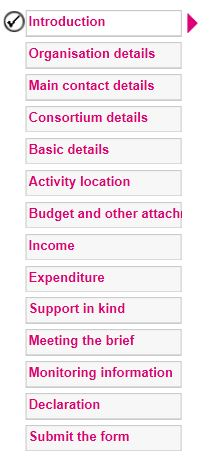 Introduction
Organisation details
Main contact details
Consortium details
Basic details
Activity location
Budget and other
Income
Expenditure
Support in kind
Meeting the brief
Monitoring information
Declaration
Submit the form